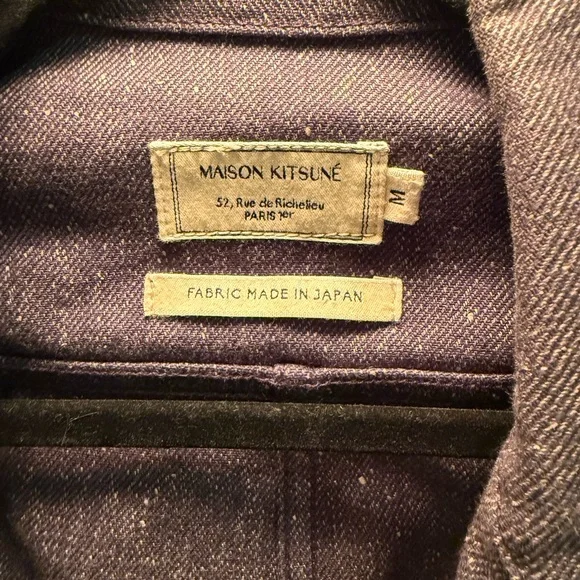 MAISON KITSUNÉ
52, Rue de Richelieu
PARIS 1er
M
FABRIC MADE IN JAPAN